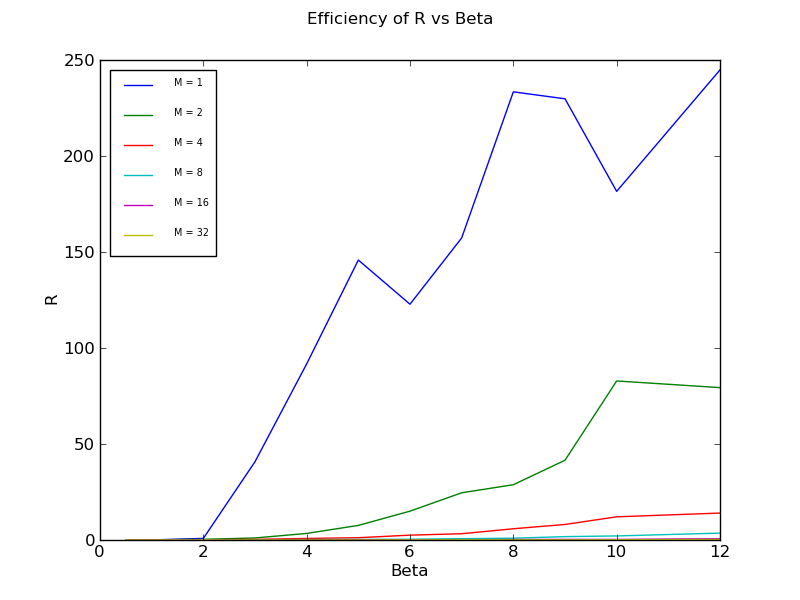 Efficiency of R vs Beta
250
200
150
100
50
0
R
M = 1
M = 2
M = 4
M = 8
M = 16
M = 32
0 2 4 6 8 10 12
Beta